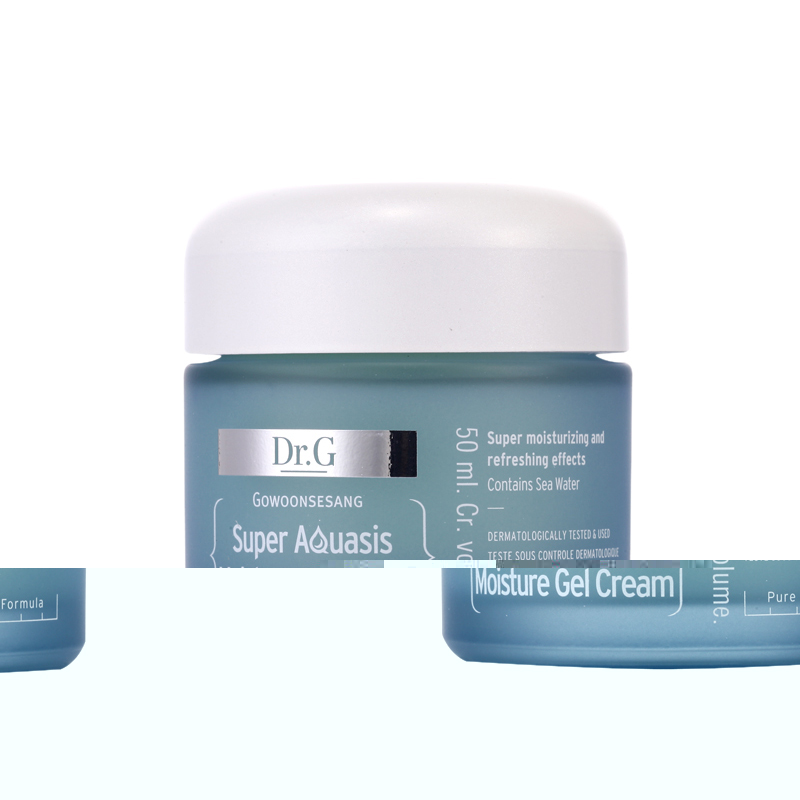 Dr.G
GOWOONSESANG
Super Aquasis
Moisture Gel Cream
50 ml. Cr. vo
lume.
Super moisturizing and
refreshing effects
Contains Sea Water
DERMATOLOGICALLY TESTED & USED
TESTE SOUS CONTROLE DERMATOLOGIQUE
Pure
Formula